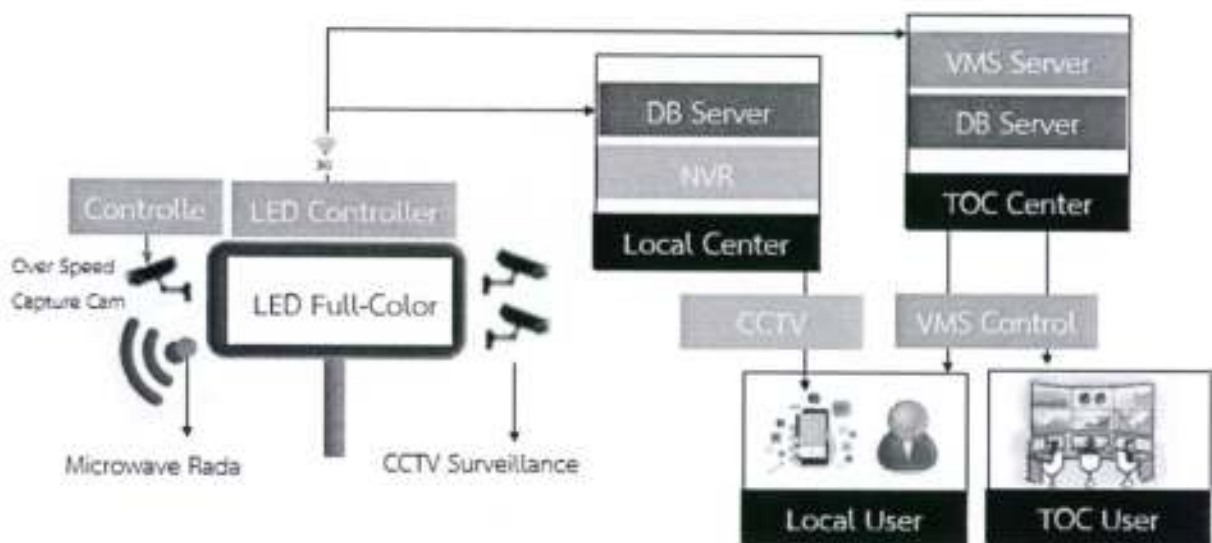 VMS Server
DB Server
TOC Center
DB Server
NVR
Local Center
3G
Controlle
LED Controller
Over Speed
Capture Cam
LED Full-Color
CCTV
VMS Control
Microwave Rada
CCTV Surveillance
Local User
TOC User